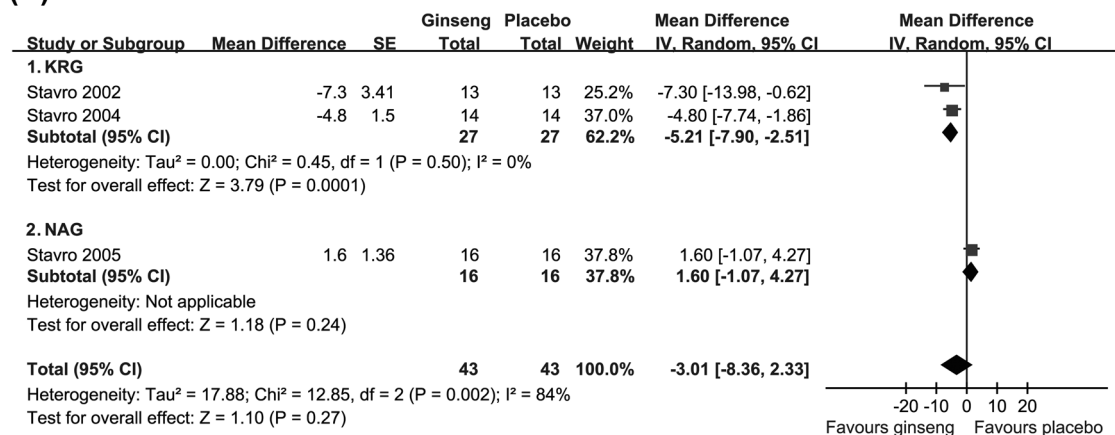 Ginseng Placebo Mean Difference Mean Difference
Study or Subgroup Mean Difference SE Total Total Weight IV, Random, 95% CI IV, Random, 95% CI
1. KRG
Stavro 2002 -7.3 3.41 13 13 25.2% -7.30 [-13.98, -0.62]
Stavro 2004 -4.8 1.5 14 14 37.0% -4.80 [-7.74, -1.86]
Subtotal (95% CI) 27 27 62.2% -5.21 [-7.90, -2.51]
Heterogeneity: Tau² = 0.00; Chi² = 0.45, df = 1 (P = 0.50); I² = 0%
Test for overall effect: Z = 3.79 (P = 0.0001)
2. NAG
Stavro 2005 1.6 1.36 16 16 37.8% 1.60 [-1.07, 4.27]
Subtotal (95% CI) 16 16 37.8% 1.60 [-1.07, 4.27]
Heterogeneity: Not applicable
Test for overall effect: Z = 1.18 (P = 0.24)
Total (95% CI) 43 43 100.0% -3.01 [-8.36, 2.33]
Heterogeneity: Tau² = 17.88; Chi² = 12.85, df = 2 (P = 0.002); I² = 84%
Test for overall effect: Z = 1.10 (P = 0.27)
-20 -10 0 10 20
Favours ginseng Favours placebo